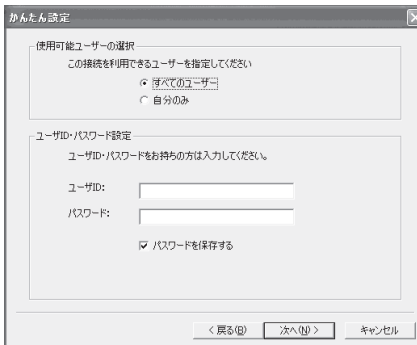 かんたん設定
使用可能ユーザーの選択
この接続を利用できるユーザーを指定してください
すべてのユーザー
自分のみ
ユーザID・パスワード設定
ユーザID・パスワードをお持ちの方は入力してください。
ユーザID:
パスワード:
パスワードを保存する
< 戻る(B) 次へ(N) > キャンセル